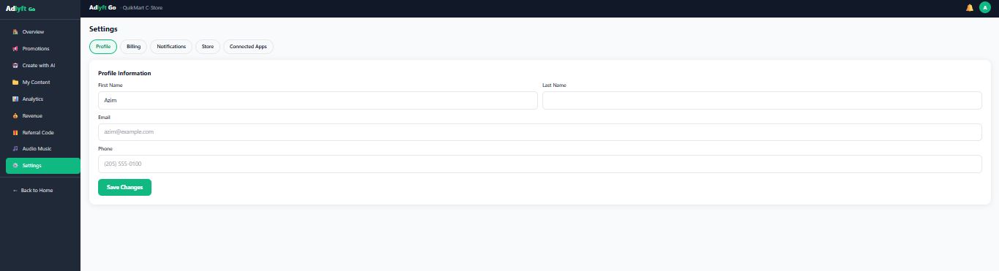 Adlyft Go
Overview
Promotions
Create with AI
My Content
Analytics
Revenue
Referral Code
Audio Music
Settings
← Back to Home
Adlyft Go · QuikMart C-Store
A
Settings
Profile
Billing
Notifications
Store
Connected Apps
Profile Information
First Name
Last Name
Azim
Email
azim@example.com
Phone
(205) 555-0100
Save Changes